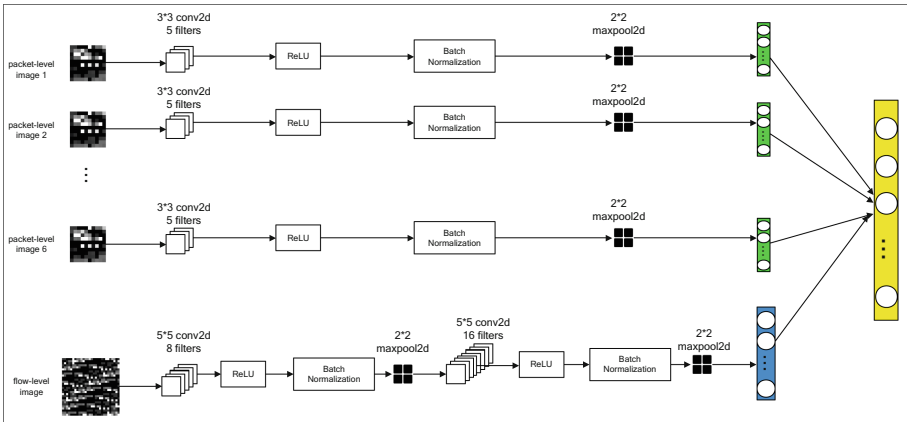 3*3 conv2d
5 filters
2*2
maxpool2d
packet-level
image 1
ReLU
Batch
Normalization
3*3 conv2d
5 filters
2*2
maxpool2d
packet-level
image 2
ReLU
Batch
Normalization
3*3 conv2d
5 filters
2*2
maxpool2d
packet-level
image 6
ReLU
Batch
Normalization
5*5 conv2d
8 filters
2*2
maxpool2d
5*5 conv2d
16 filters
2*2
maxpool2d
flow-level
image
ReLU
Batch
Normalization
ReLU
Batch
Normalization